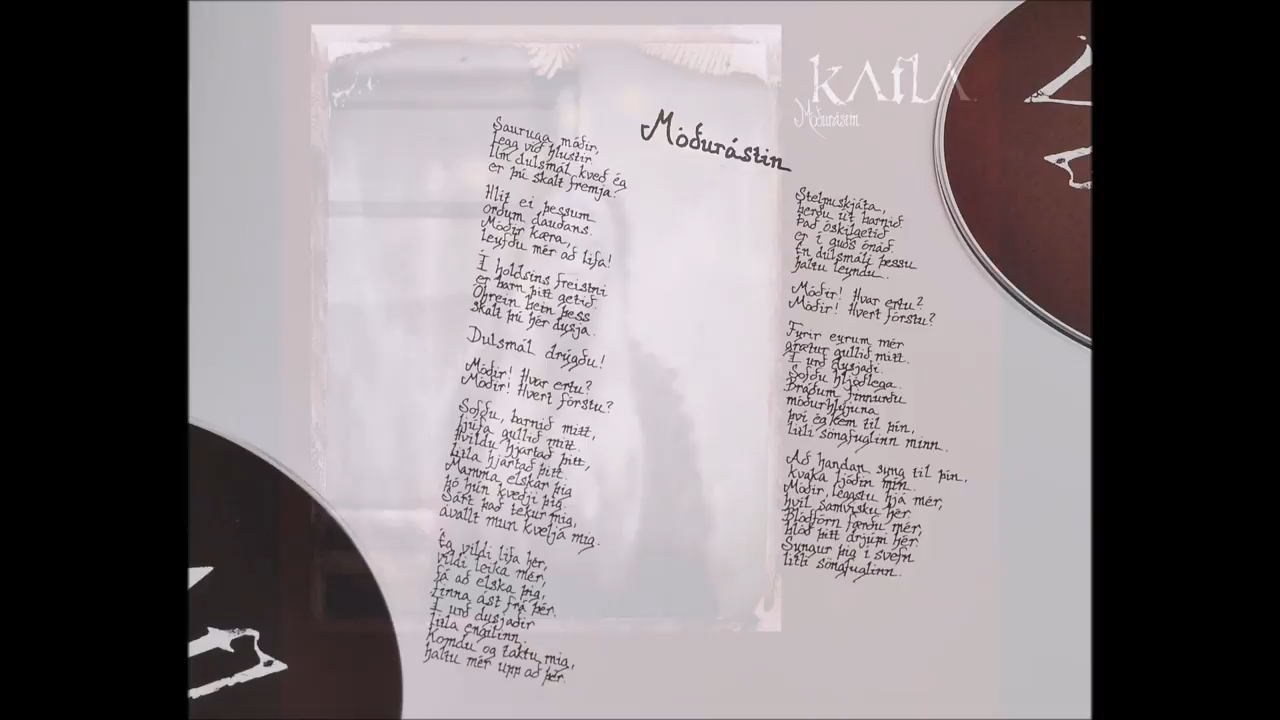 Móðurástin
Sauruga móðir,
legg við hlustir.
Um dulsmál kveð ég
er þú skalt fremja.
Hlít ei þessum
orðum dauðans.
Móðir kæra,
leyfðu mér að lifa!
Í holdsins freistni
er barn þitt getið.
Óhrein bein þess
skalt þú hér dysja.
Dulsmál drýgðu!
Móðir! Hvar ertu?
Móðir! Hvert fórstu?
Sofðu, barnið mitt,
ljúfa gullið mitt.
Hvíldu hjartað þitt,
litla hjartað þitt.
Mamma elskar þig
þó hún kveðji þig.
Sárt það tekur mig,
ávallt mun kvelja mig.
Ég vildi lifa hér,
vildi leika mér,
fá að elska þig,
finna ást frá þér.
Í urð dysjaðir
litla engilinn.
Komdu og taktu mig,
haltu mér upp að þér.
KAFLA
Móðurástin
Stelpuskjáta,
berðu út barnið.
Það óskilgetið
er í guðs ónáð.
En dulsmáli þessu
haltu leyndu.
Móðir! Hvar ertu?
Móðir! Hvert fórstu?
Fyrir eyrum mér
grætur gullið mitt.
Í urð dysjaði.
Sofðu hljóðlega.
Bráðum finnurðu
móðurhlýjuna
því ég kem til þín,
litli söngfuglinn minn.
Að handan syng til þín,
kvaka ljóðin mín.
Móðir, leggstu hjá mér,
hvíl samvisku hér.
Blóðfórn færðu mér,
blóð þitt drjúpi hér.
Syngur þig í svefn
litli söngfuglinn.